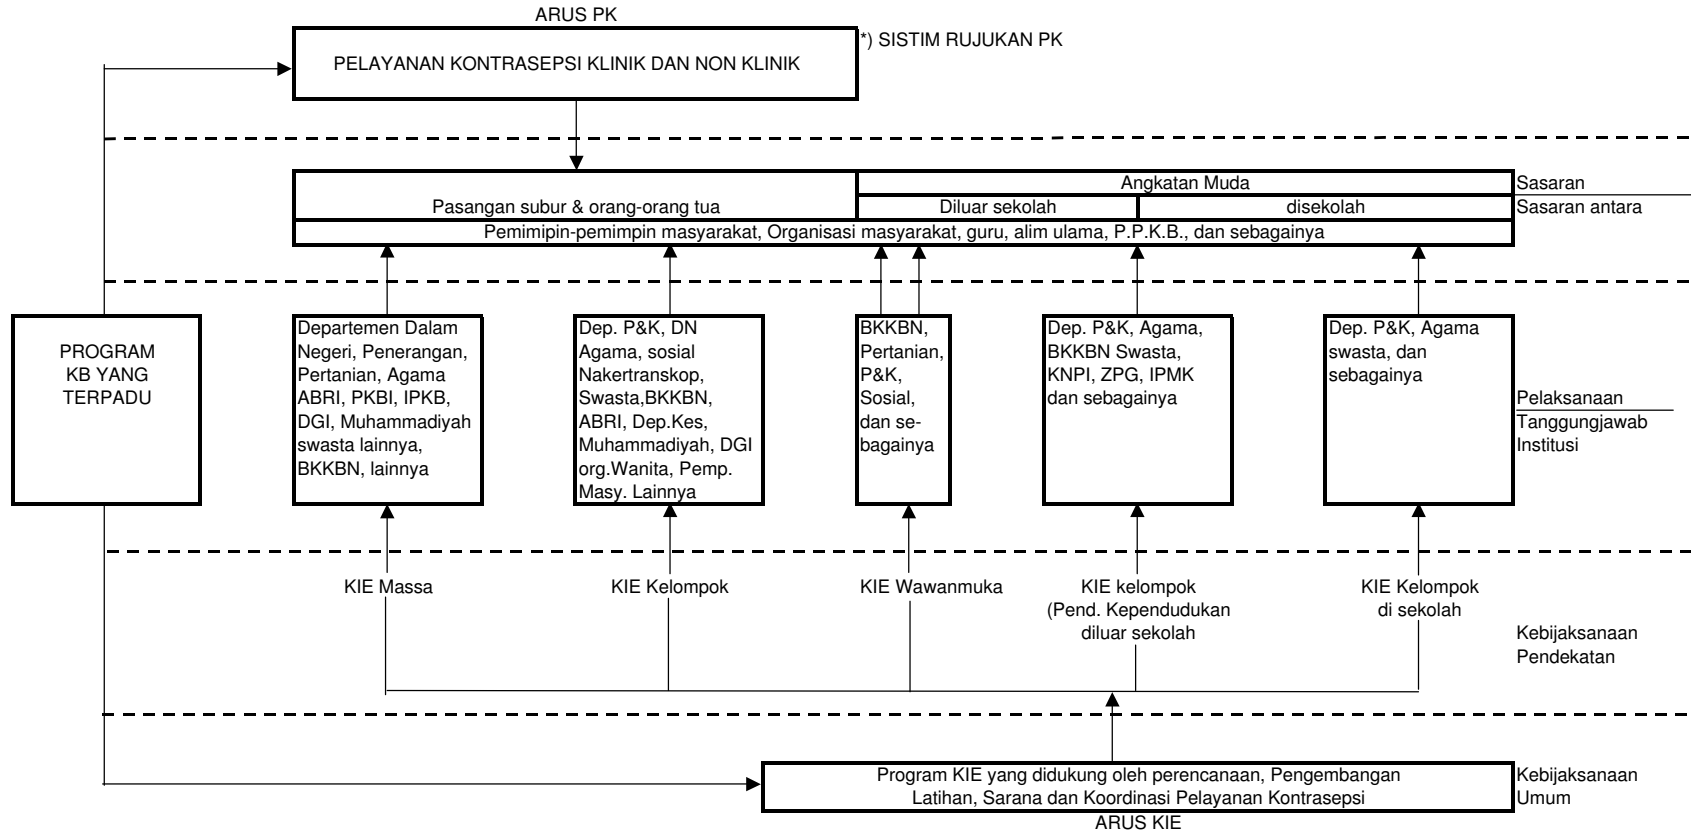 ARUS PK
*) SISTIM RUJUKAN PK
PELAYANAN KONTRASEPSI KLINIK DAN NON KLINIK
Angkatan Muda
Sasaran
Pasangan subur & orang-orang tua
Diluar sekolah
disekolah
Sasaran antara
Pemimipin-pemimpin masyarakat, Organisasi masyarakat, guru, alim ulama, P.P.K.B., dan sebagainya
PROGRAM
KB YANG
TERPADU
Departemen Dalam
Negeri, Penerangan,
Pertanian, Agama
ABRI, PKBI, IPKB,
DGI, Muhammadiyah
swasta lainnya,
BKKBN, lainnya
Dep. P&K, DN
Agama, sosial
Nakertranskop,
Swasta,BKKBN,
ABRI, Dep.Kes,
Muhammadiyah, DGI
org.Wanita, Pemp.
Masy. Lainnya
BKKBN,
Pertanian,
P&K,
Sosial,
dan se-
bagainya
Dep. P&K, Agama,
BKKBN Swasta,
KNPI, ZPG, IPMK
dan sebagainya
Dep. P&K, Agama
swasta, dan
sebagainya
Pelaksanaan
Tanggungjawab
Institusi
KIE Massa
KIE Kelompok
KIE Wawanmuka
KIE kelompok
(Pend. Kependudukan
diluar sekolah
KIE Kelompok
di sekolah
Kebijaksanaan
Pendekatan
Program KIE yang didukung oleh perencanaan, Pengembangan
Latihan, Sarana dan Koordinasi Pelayanan Kontrasepsi
Kebijaksanaan
Umum
ARUS KIE